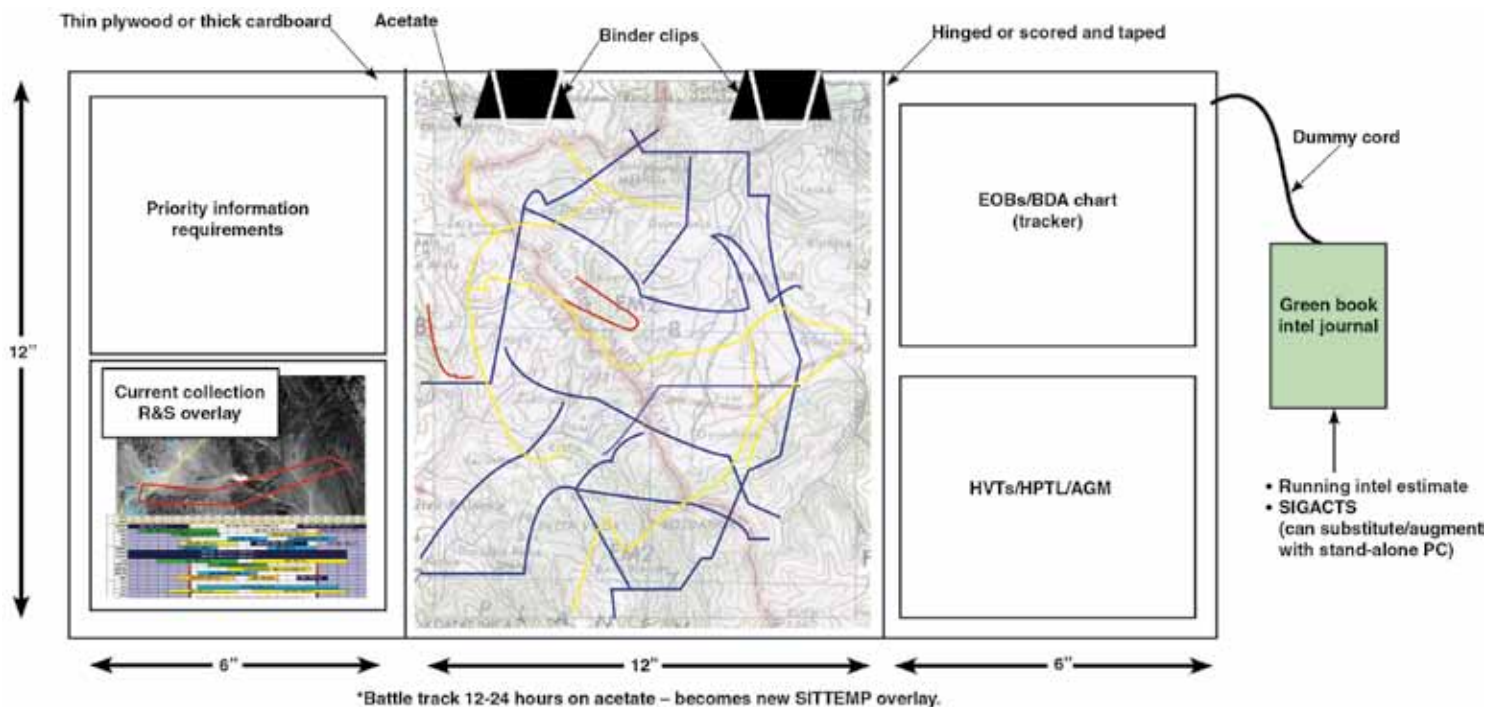 Thin plywood or thick cardboard
Acetate
Binder clips
Hinged or scored and taped
12”
Priority information
requirements
Current collection
R&S overlay
EM2
EM2
EOBs/BDA chart
(tracker)
HVTs/HPTL/AGM
Dummy cord
Green book
intel journal
• Running intel estimate
• SIGACTS
(can substitute/augment
with stand-alone PC)
6”
12”
6”
*Battle track 12-24 hours on acetate – becomes new SITTEMP overlay.